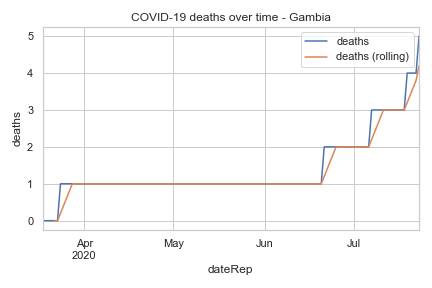 COVID-19 deaths over time - Gambia
deaths
deaths (rolling)
5
4
3
2
1
0
deaths
Apr
2020
May
Jun
Jul
dateRep